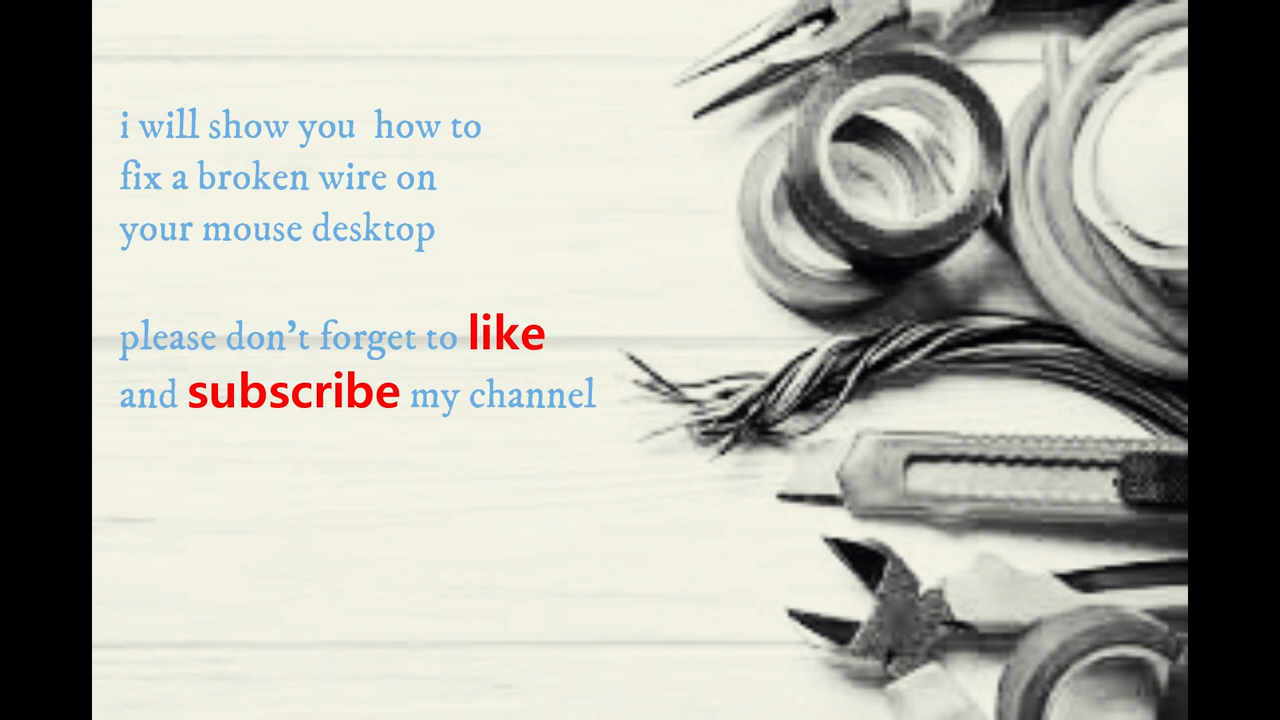 i will show you  how to
fix a broken wire on
your mouse desktop
please don't forget to like
and subscribe my channel